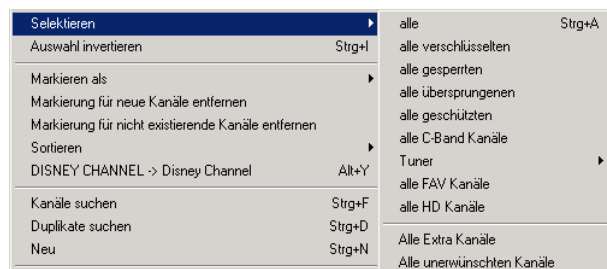 Selektieren
Auswahl invertieren Strg+I
Markieren als
Markierung für neue Kanäle entfernen
Markierung für nicht existierende Kanäle entfernen
Sortieren
DISNEY CHANNEL -> Disney Channel Alt+Y
Kanäle suchen Strg+F
Duplikate suchen Strg+D
Neu Strg+N
alle Strg+A
alle verschlüsselten
alle gesperrten
alle übersprungenen
alle geschützten
alle C-Band Kanäle
Tuner
alle FAV Kanäle
alle HD Kanäle
Alle Extra Kanäle
Alle unerwünschten Kanäle